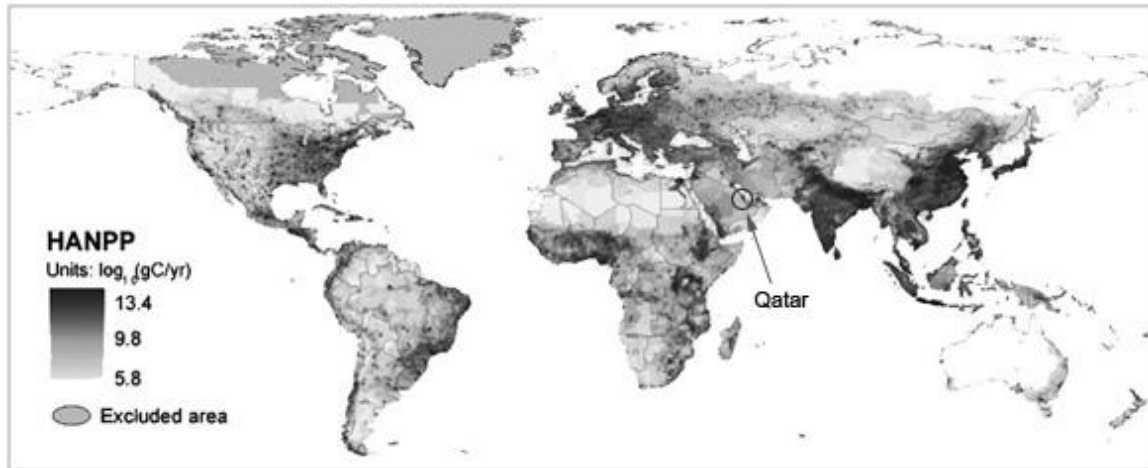 HANPP
Units: log₁₀(gC/yr)
13.4
9.8
5.8
Excluded area
Qatar